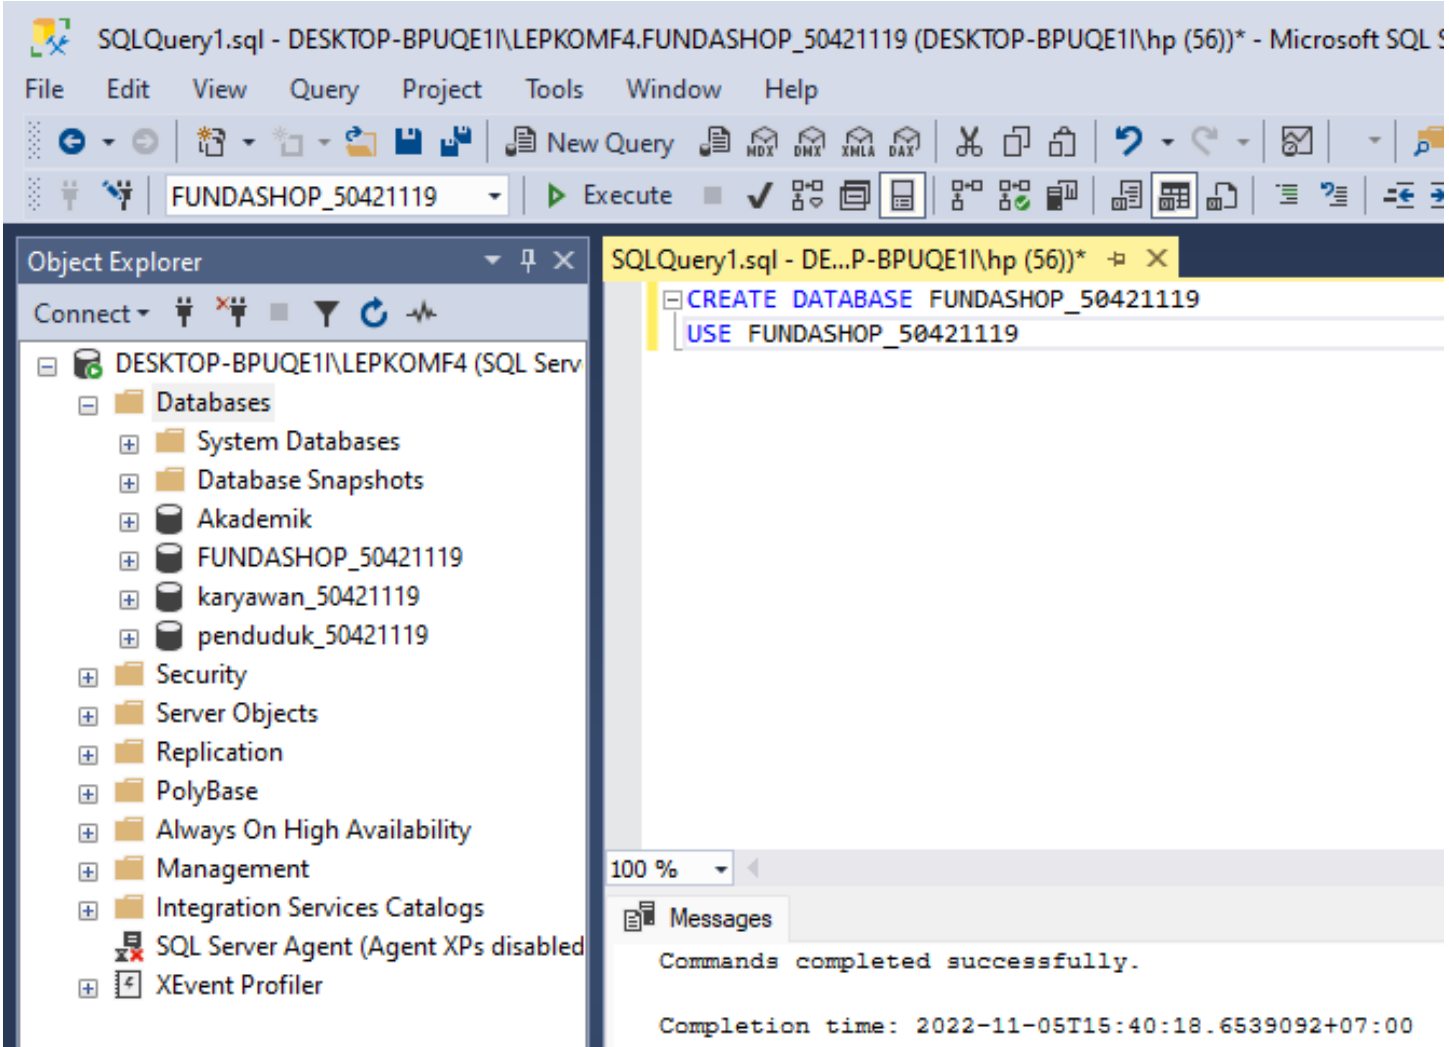 SQLQuery1.sql - DESKTOP-BPUQE1I\LEPKOMF4.FUNDASHOP_50421119 (DESKTOP-BPUQE1I\hp (56))* - Microsoft SQL S
File Edit View Query Project Tools Window Help
New Query MDX DMX XMLA DAX
FUNDASHOP_50421119 Execute
Object Explorer
Connect
DESKTOP-BPUQE1I\LEPKOMF4 (SQL Serv
Databases
System Databases
Database Snapshots
Akademik
FUNDASHOP_50421119
karyawan_50421119
penduduk_50421119
Security
Server Objects
Replication
PolyBase
Always On High Availability
Management
Integration Services Catalogs
SQL Server Agent (Agent XPs disabled
XEvent Profiler
SQLQuery1.sql - DE...P-BPUQE1I\hp (56))*
CREATE DATABASE FUNDASHOP_50421119
USE FUNDASHOP_50421119
100 %
Messages
Commands completed successfully.
Completion time: 2022-11-05T15:40:18.6539092+07:00